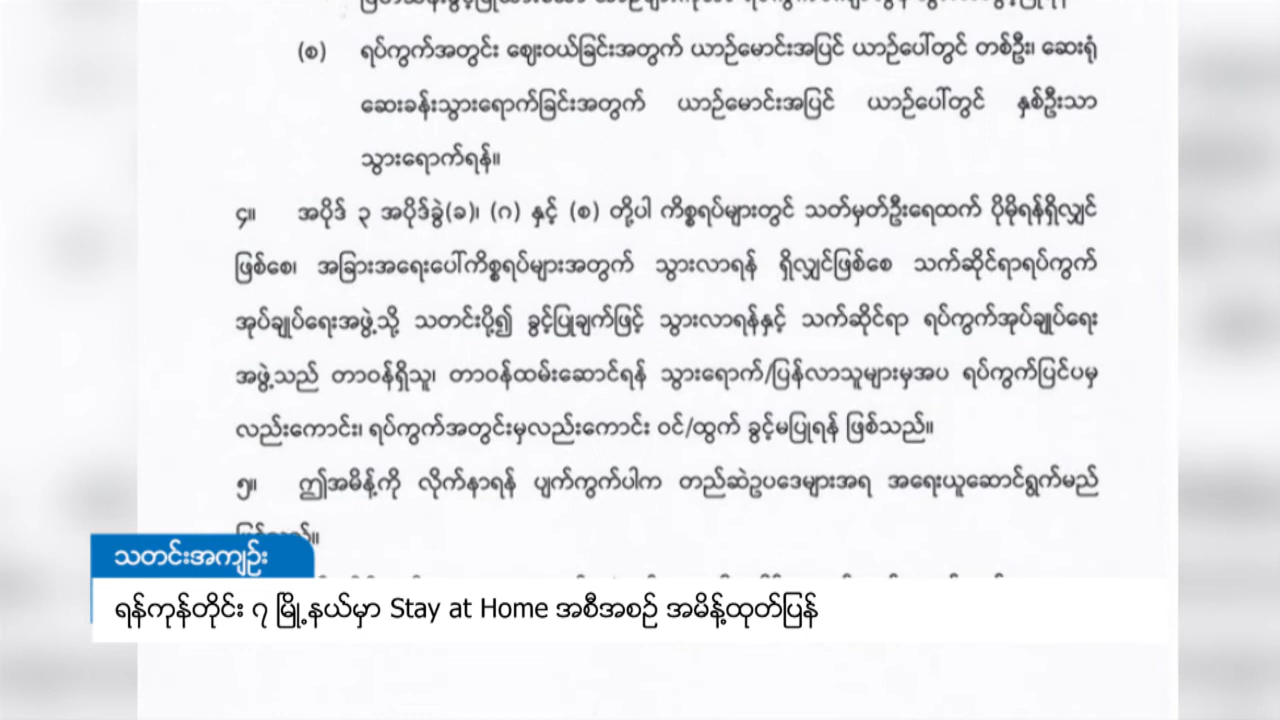 (စ) ရပ်ကွက်အတွင်း ဈေးဝယ်ခြင်းအတွက် ယာဉ်မောင်းအပြင် ယာဉ်ပေါ်တွင် တစ်ဦး၊ ဆေးရုံ
ဆေးခန်းသွားရောက်ခြင်းအတွက် ယာဉ်မောင်းအပြင် ယာဉ်ပေါ်တွင် နှစ်ဦးသာ
သွားရောက်ရန်။
၄။ အပိုဒ် ၃ အပိုဒ်ခွဲ(ခ)၊ (ဂ) နှင့် (စ) တို့ပါ ကိစ္စရပ်များတွင် သတ်မှတ်ဦးရေထက် ပိုမိုရန်ရှိလျှင်
ဖြစ်စေ၊ အခြားအရေးပေါ်ကိစ္စရပ်များအတွက် သွားလာရန် ရှိလျှင်ဖြစ်စေ သက်ဆိုင်ရာရပ်ကွက်
အုပ်ချုပ်ရေးအဖွဲ့သို့ သတင်းပို့၍ ခွင့်ပြုချက်ဖြင့် သွားလာရန်နှင့် သက်ဆိုင်ရာ ရပ်ကွက်အုပ်ချုပ်ရေး
အဖွဲ့သည် တာဝန်ရှိသူ၊ တာဝန်ထမ်းဆောင်ရန် သွားရောက်/ပြန်လာသူများမှအပ ရပ်ကွက်ပြင်ပမှ
လည်းကောင်း၊ ရပ်ကွက်အတွင်းမှလည်းကောင်း ဝင်/ထွက် ခွင့်မပြုရန် ဖြစ်သည်။
၅။ ဤအမိန့်ကို လိုက်နာရန် ပျက်ကွက်ပါက တည်ဆဲဥပဒေများအရ အရေးယူဆောင်ရွက်မည်
သတင်းအကျဉ်း
ရန်ကုန်တိုင်း ၇ မြို့နယ်မှာ Stay at Home အစီအစဉ် အမိန့်ထုတ်ပြန်